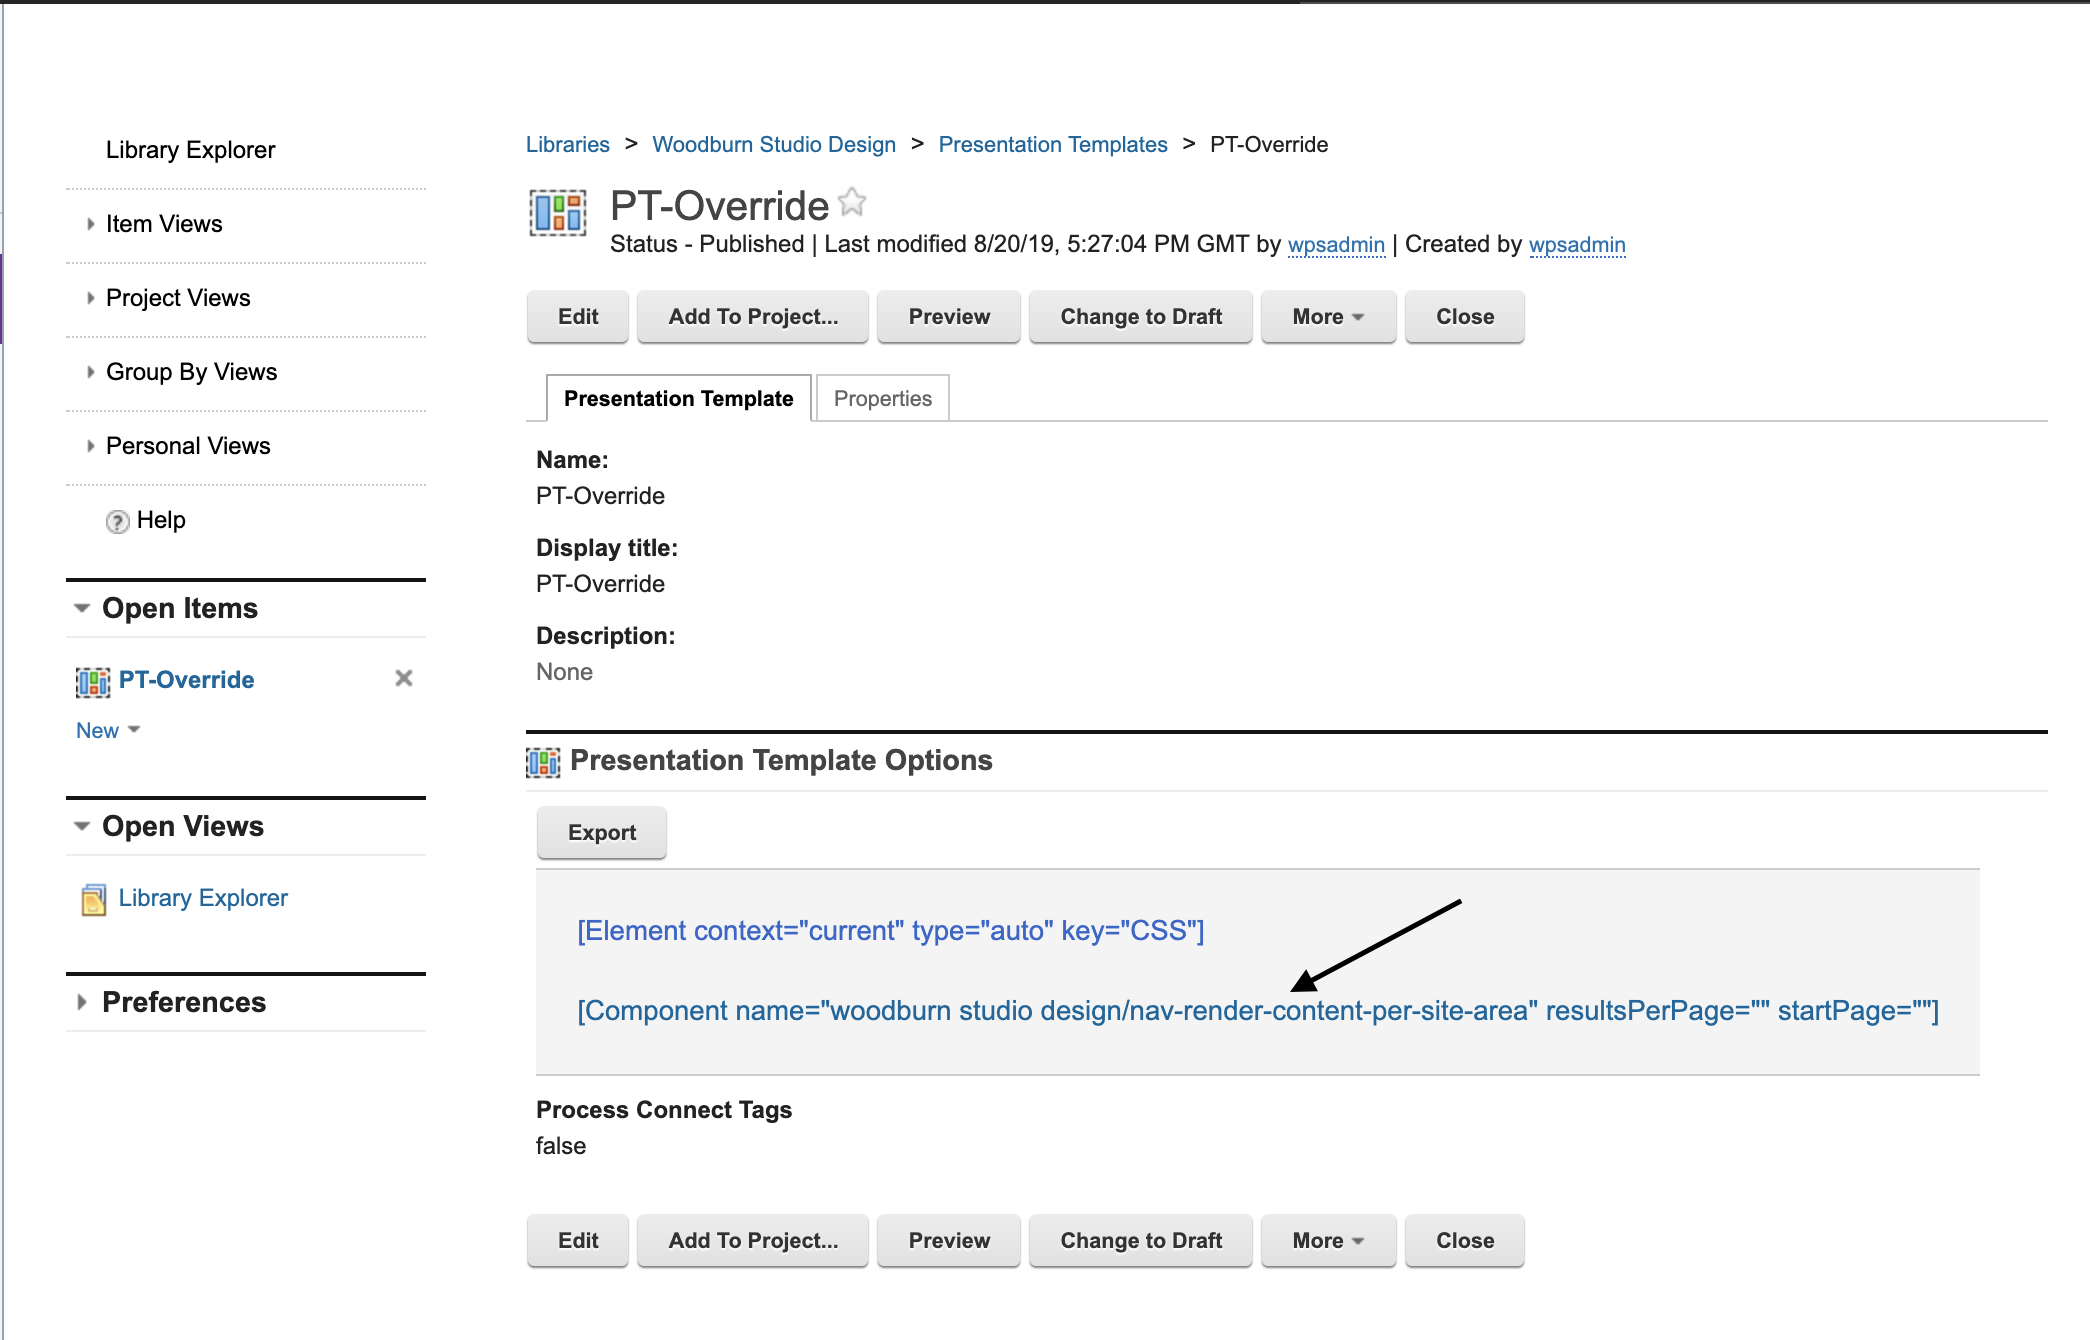 Library Explorer
Item Views
Project Views
Group By Views
Personal Views
? Help
Open Items
PT-Override
New
Open Views
Library Explorer
Preferences
Libraries > Woodburn Studio Design > Presentation Templates > PT-Override
PT-Override
Status - Published | Last modified 8/20/19, 5:27:04 PM GMT by wpsadmin | Created by wpsadmin
Edit Add To Project... Preview Change to Draft More Close
Presentation Template Properties
Name:
PT-Override
Display title:
PT-Override
Description:
None
Presentation Template Options
Export
[Element context="current" type="auto" key="CSS"]
[Component name="woodburn studio design/nav-render-content-per-site-area" resultsPerPage="" startPage=""]
Process Connect Tags
false
Edit Add To Project... Preview Change to Draft More Close